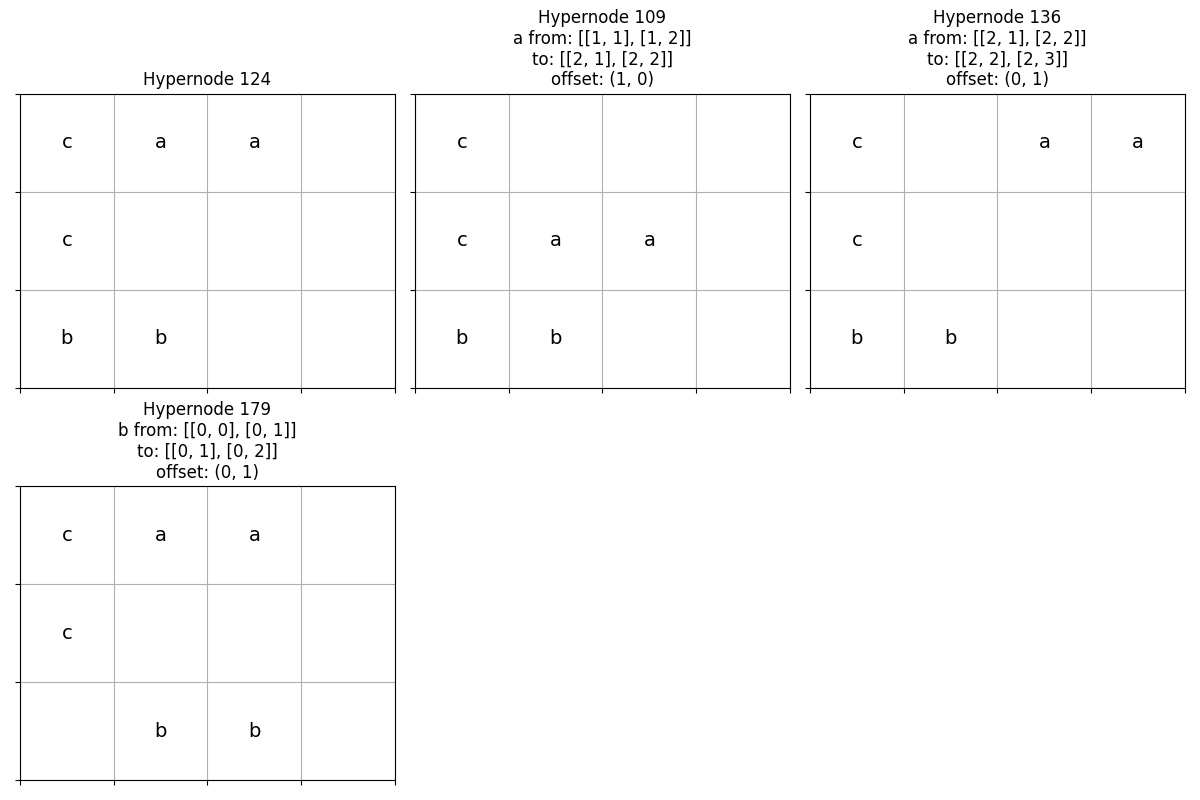 Hypernode 124
c a a
c
b b
Hypernode 109
a from: [[1, 1], [1, 2]]
to: [[2, 1], [2, 2]]
offset: (1, 0)
c
c a a
b b
Hypernode 136
a from: [[2, 1], [2, 2]]
to: [[2, 2], [2, 3]]
offset: (0, 1)
c a a
c
b b
Hypernode 179
b from: [[0, 0], [0, 1]]
to: [[0, 1], [0, 2]]
offset: (0, 1)
c a a
c
b b